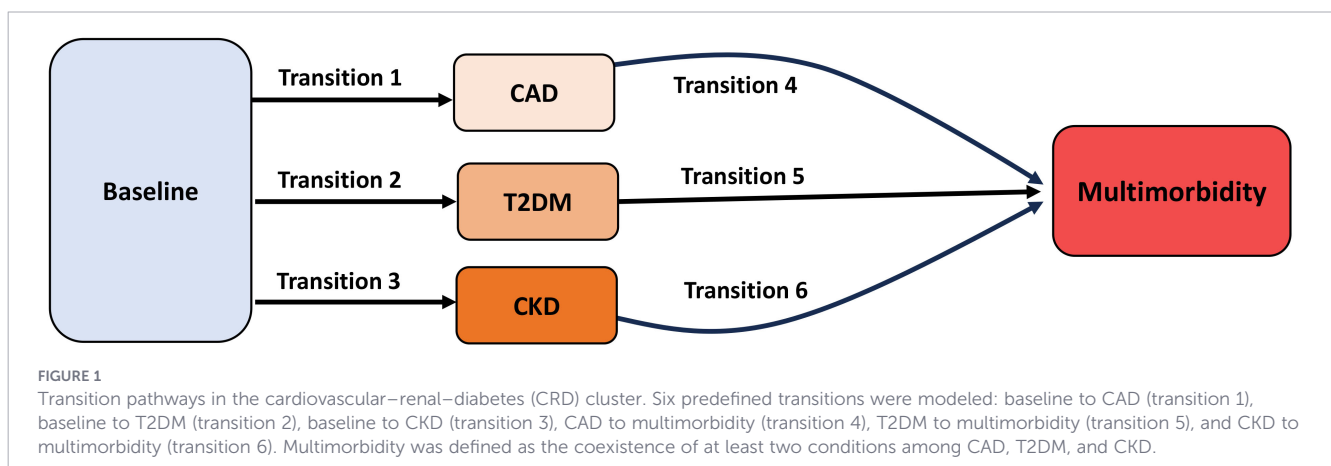 Transition 1
CAD
Transition 4
Baseline
Transition 2
T2DM
Transition 5
Multimorbidity
Transition 3
CKD
Transition 6
FIGURE 1
Transition pathways in the cardiovascular–renal–diabetes (CRD) cluster. Six predefined transitions were modeled: baseline to CAD (transition 1),
baseline to T2DM (transition 2), baseline to CKD (transition 3), CAD to multimorbidity (transition 4), T2DM to multimorbidity (transition 5), and CKD to
multimorbidity (transition 6). Multimorbidity was defined as the coexistence of at least two conditions among CAD, T2DM, and CKD.